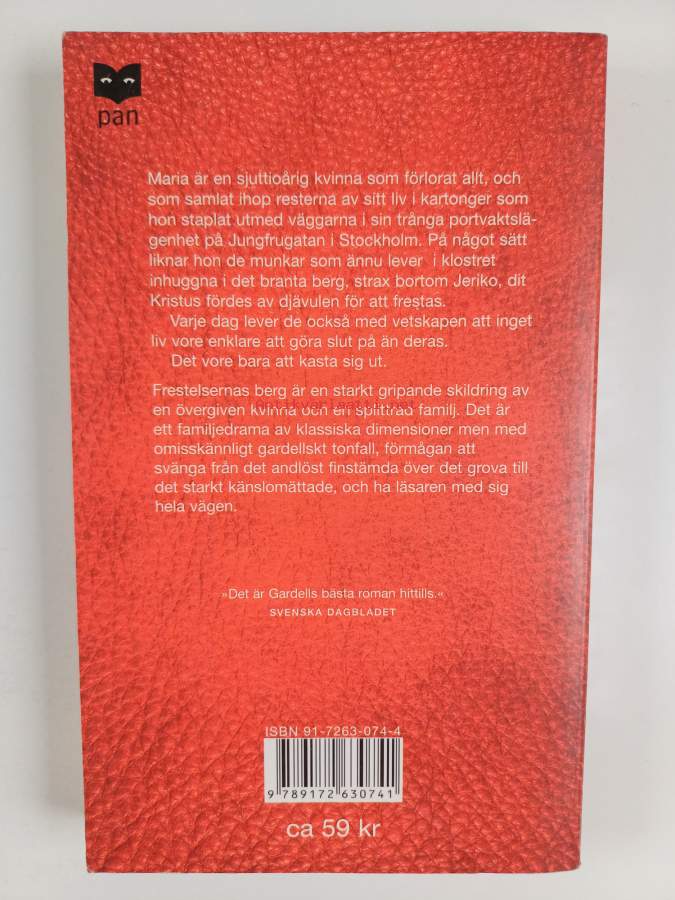 pan
Maria är en sjuttioårig kvinna som förlorat allt, och
som samlat ihop resterna av sitt liv i kartonger som
hon staplat utmed väggarna i sin trånga portvaktslä-
genhet på Jungfrugatan i Stockholm. På något sätt
liknar hon de munkar som ännu lever i klostret
inhuggna i det branta berg, strax bortom Jeriko, dit
Kristus fördes av djävulen för att frestas.
Varje dag lever de också med vetskapen att inget
liv vore enklare att göra slut på än deras.
Det vore bara att kasta sig ut.
Frestelsernas berg är en starkt gripande skildring av
en övergiven kvinna och en splittrad familj. Det är
ett familjedrama av klassiska dimensioner men med
omisskännligt gardellskt tonfall, förmågan att
svänga från det andlöst finstämda över det grova till
det starkt känslomättade, och ha läsaren med sig
hela vägen.
»Det är Gardells bästa roman hittills.«
SVENSKA DAGBLADET
ISBN 91-7263-074-4
9 789172 630741
ca 59 kr